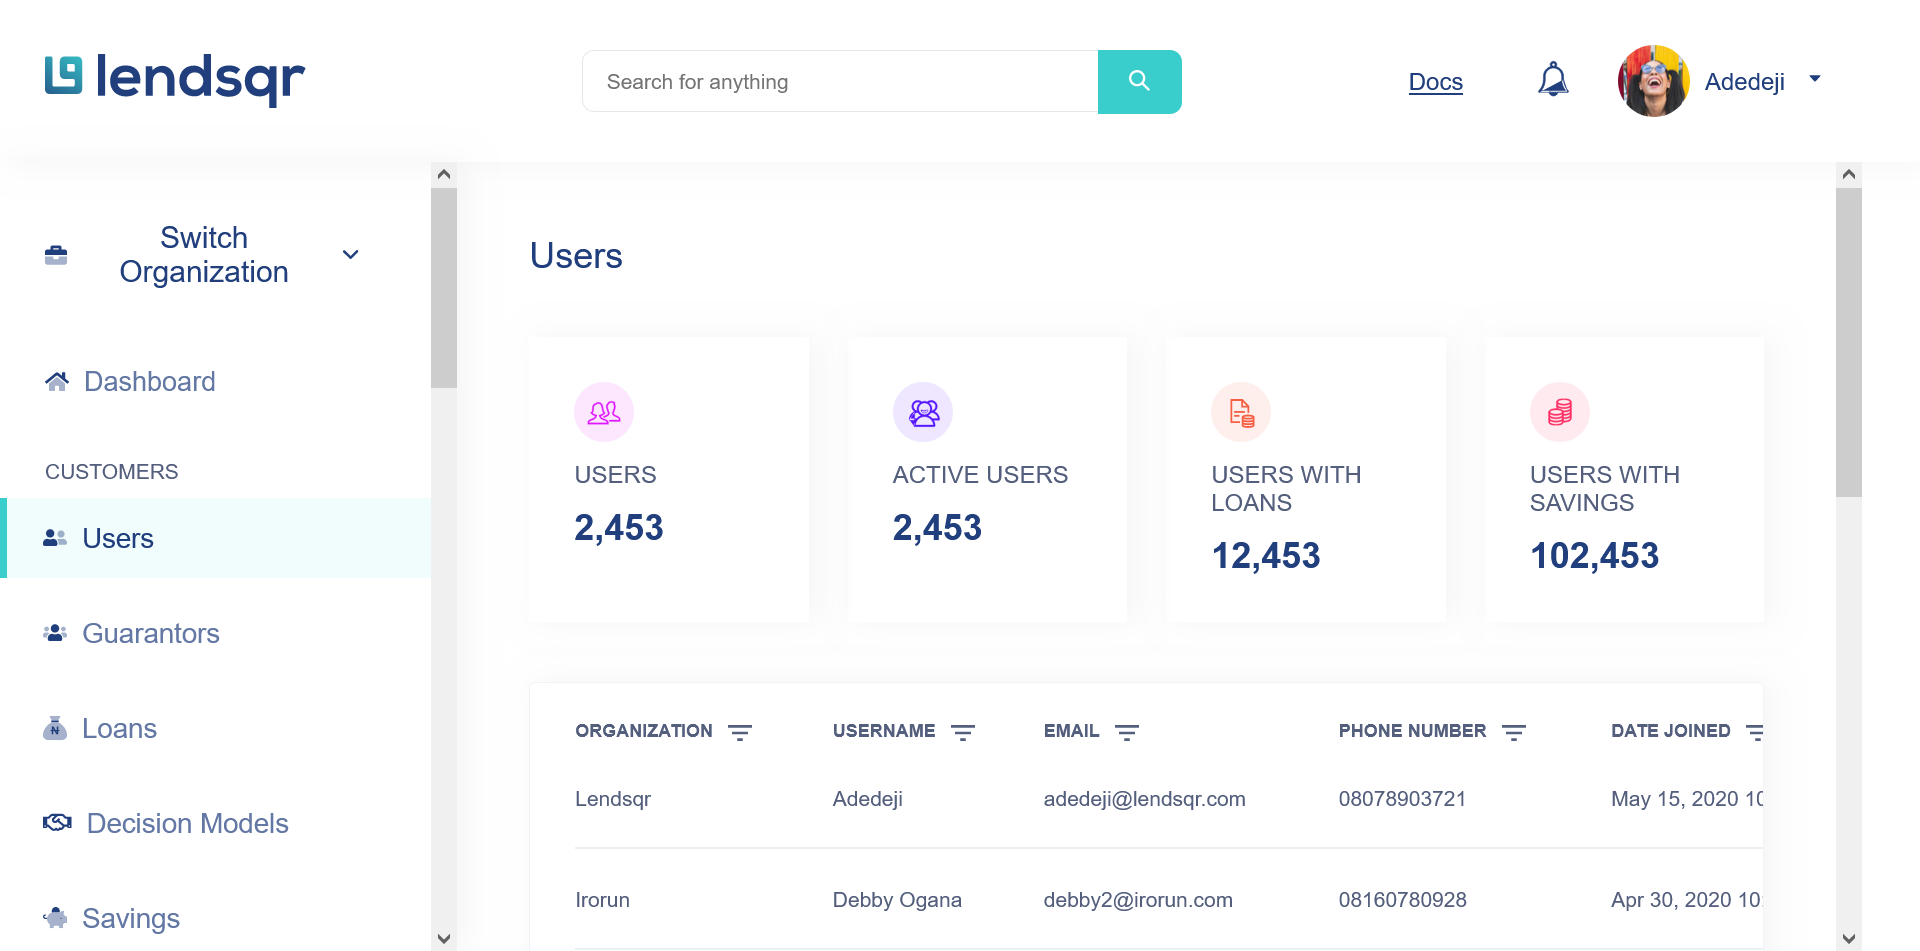 lendsqr
Search for anything
Docs
Adedeji
Switch
Organization
Dashboard
CUSTOMERS
Users
Guarantors
Loans
Decision Models
Savings
Users
USERS
2,453
ACTIVE USERS
2,453
USERS WITH
LOANS
12,453
USERS WITH
SAVINGS
102,453
ORGANIZATION USERNAME EMAIL PHONE NUMBER DATE JOINED
Lendsqr Adedeji adedeji@lendsqr.com 08078903721 May 15, 2020 10
Irorun Debby Ogana debby2@irorun.com 08160780928 Apr 30, 2020 10